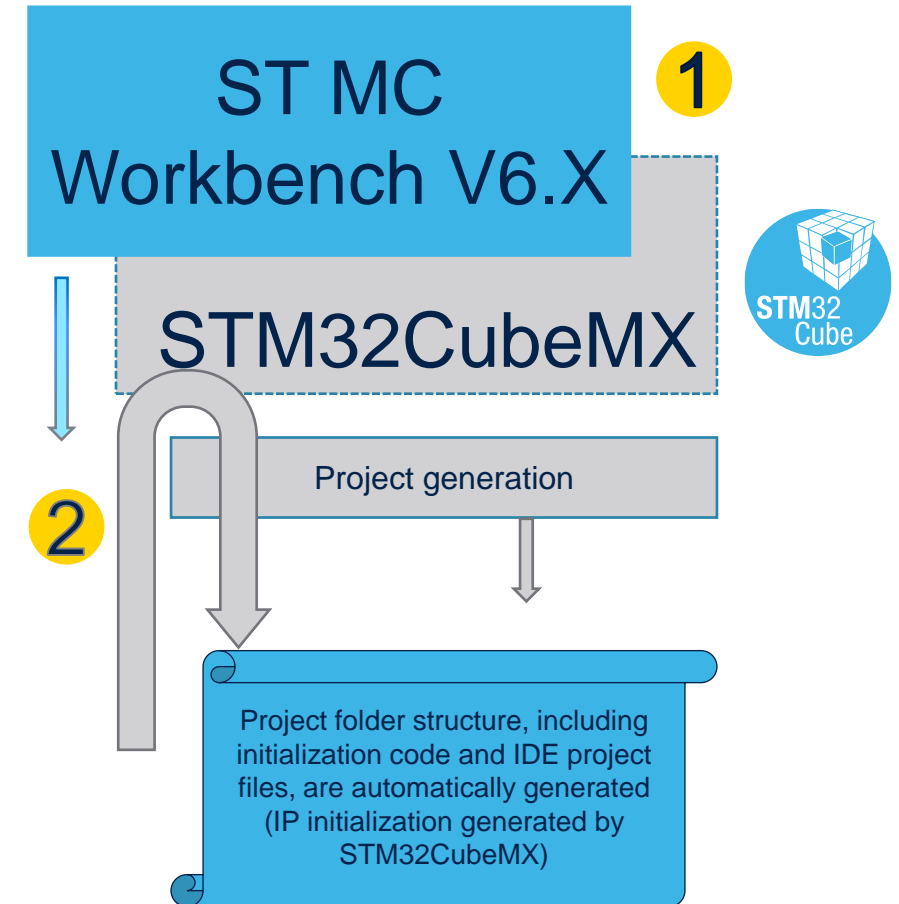 ST MC
Workbench V6.X
1
STM32CubeMX
STM32
Cube
Project generation
2
Project folder structure, including
initialization code and IDE project
files, are automatically generated
(IP initialization generated by
STM32CubeMX)